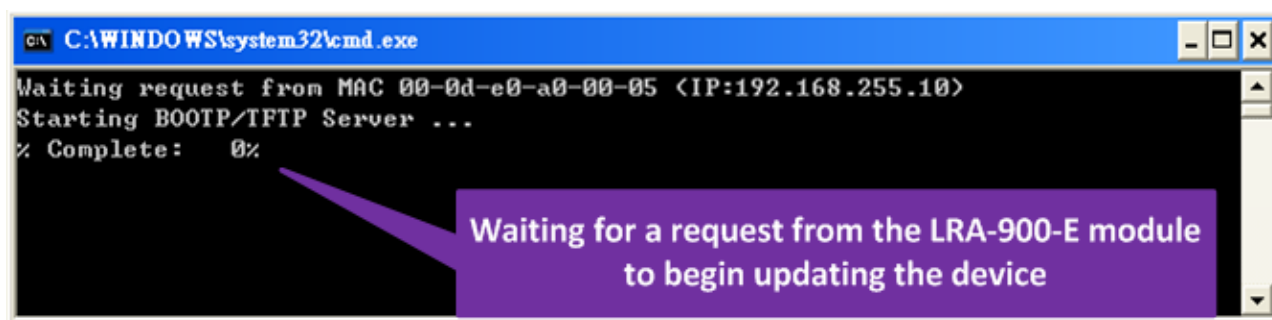 C:\WINDOWS\system32\cmd.exe
Waiting request from MAC 00-0d-e0-a0-00-05 (IP:192.168.255.10)
Starting BOOTP/TFTP Server ...
% Complete:   0%
Waiting for a request from the LRA-900-E module
to begin updating the device